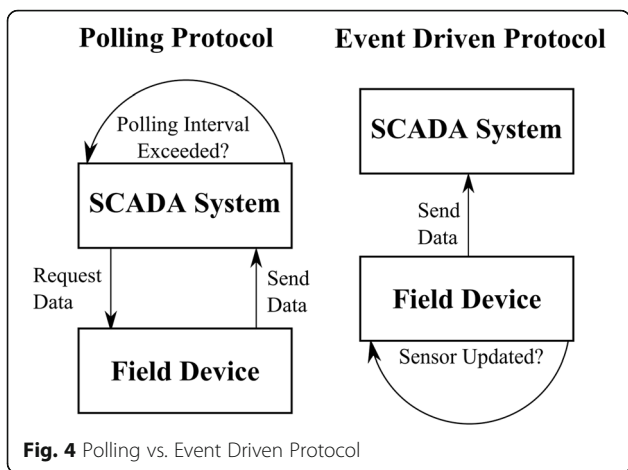 Polling Protocol
Polling Interval
Exceeded?
SCADA System
Request
Data
Send
Data
Field Device
Event Driven Protocol
SCADA System
Send
Data
Field Device
Sensor Updated?
Fig. 4 Polling vs. Event Driven Protocol